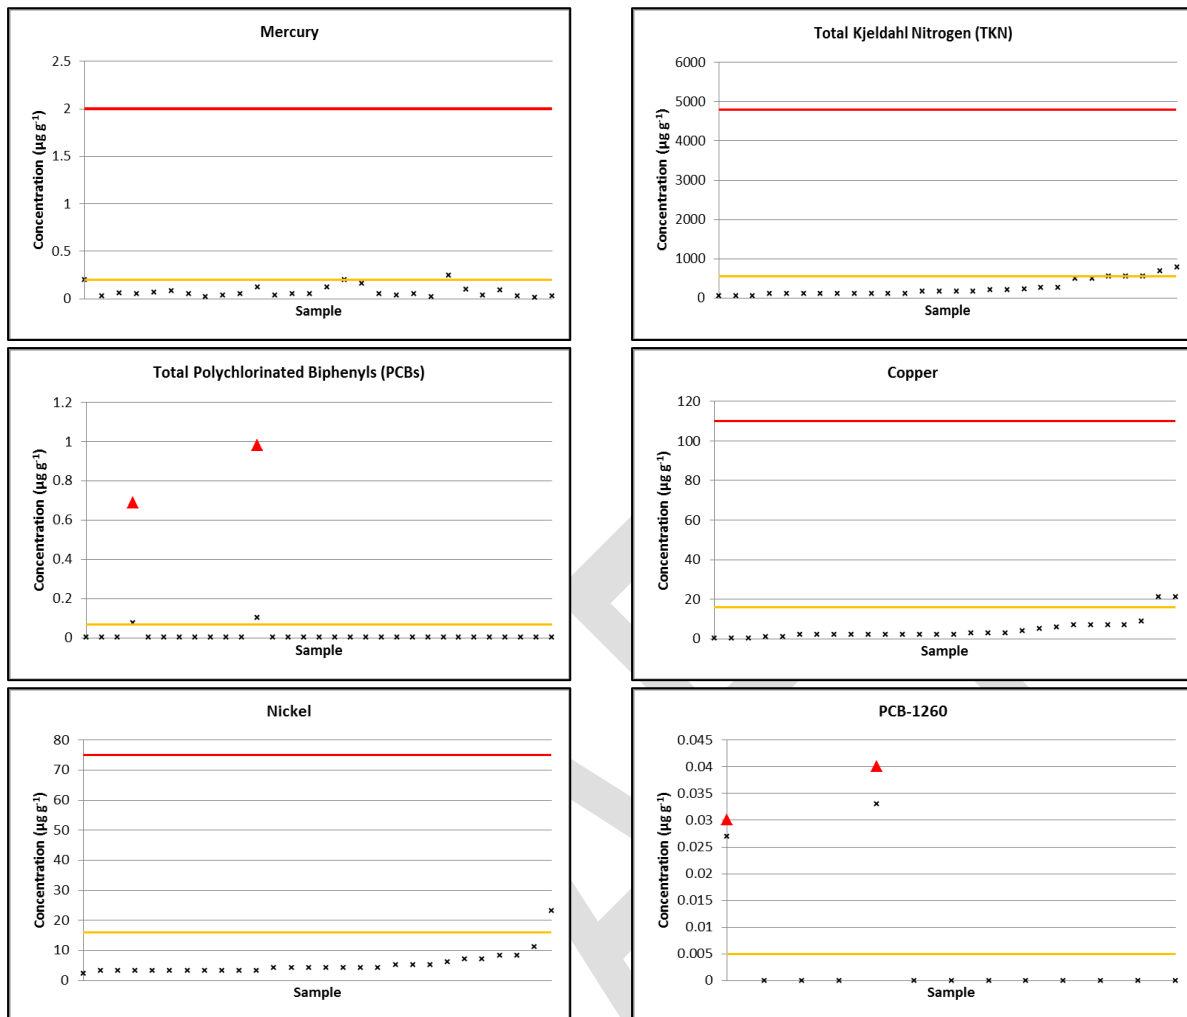 Mercury
Concentration (µg g⁻¹)
2.5
2
1.5
1
0.5
0
Sample
Total Kjeldahl Nitrogen (TKN)
Concentration (µg g⁻¹)
6000
5000
4000
3000
2000
1000
0
Sample
Total Polychlorinated Biphenyls (PCBs)
Concentration (µg g⁻¹)
1.2
1
0.8
0.6
0.4
0.2
0
Sample
Copper
Concentration (µg g⁻¹)
120
100
80
60
40
20
0
Sample
Nickel
Concentration (µg g⁻¹)
80
70
60
50
40
30
20
10
0
Sample
PCB-1260
Concentration (µg g⁻¹)
0.045
0.04
0.035
0.03
0.025
0.02
0.015
0.01
0.005
0
Sample